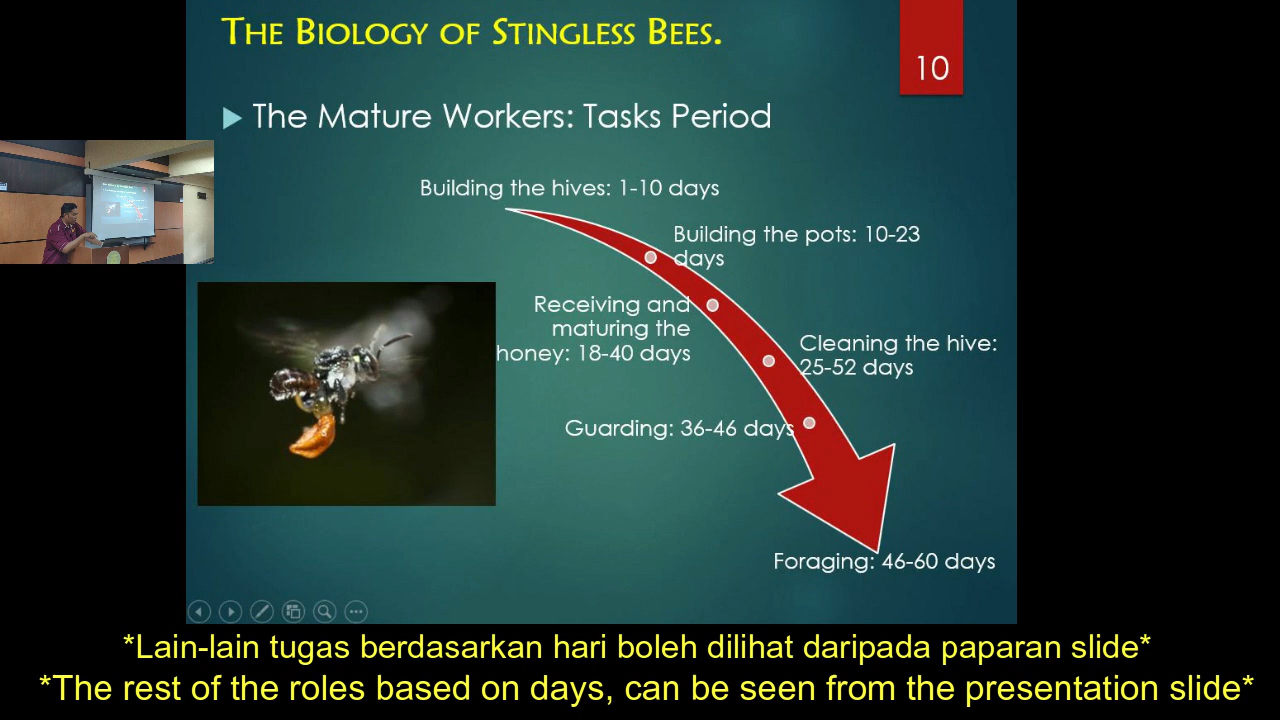 THE BIOLOGY OF STINGLESS BEES.
10
The Mature Workers: Tasks Period
Building the hives: 1-10 days
Building the pots: 10-23
days
Receiving and
maturing the
honey: 18-40 days
Cleaning the hive:
25-52 days
Guarding: 36-46 days
Foraging: 46-60 days
*Lain-lain tugas berdasarkan hari boleh dilihat daripada paparan slide*
*The rest of the roles based on days, can be seen from the presentation slide*